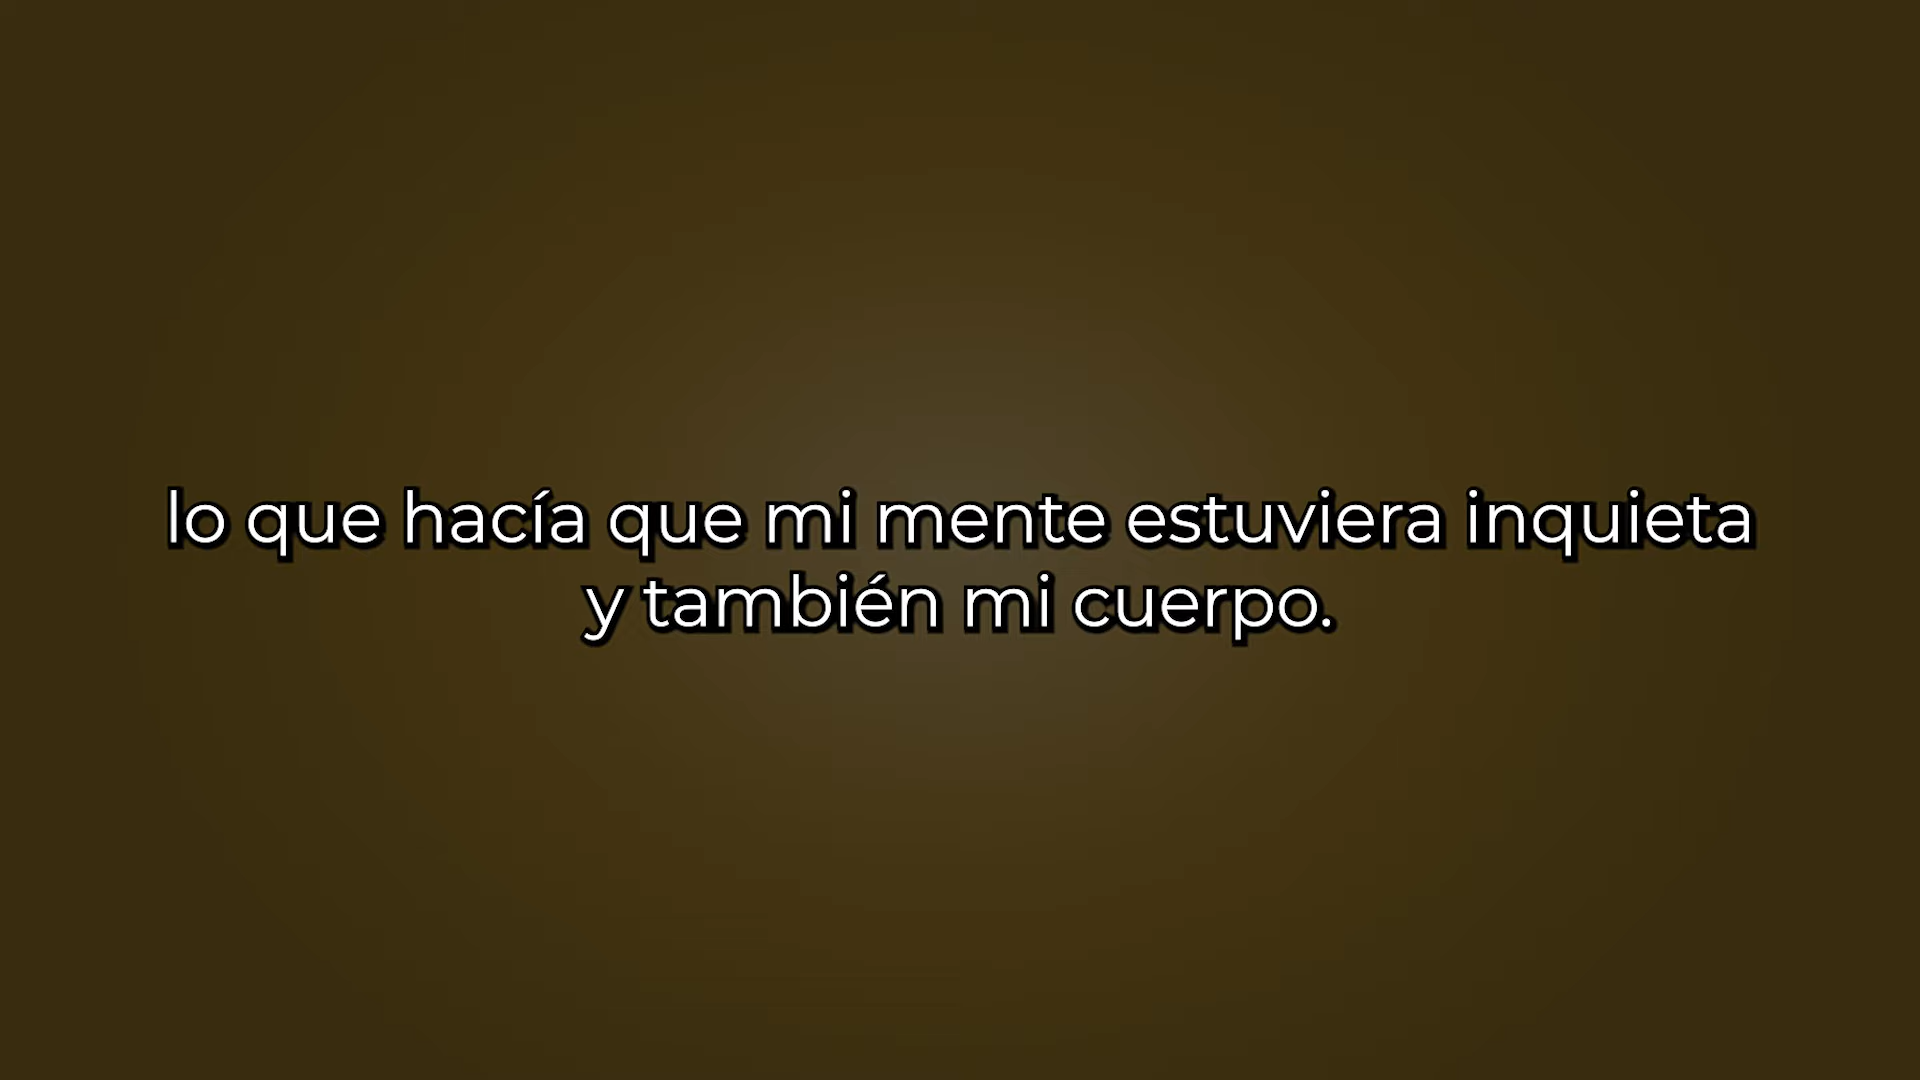 lo que hacía que mi mente estuviera inquieta
y también mi cuerpo.